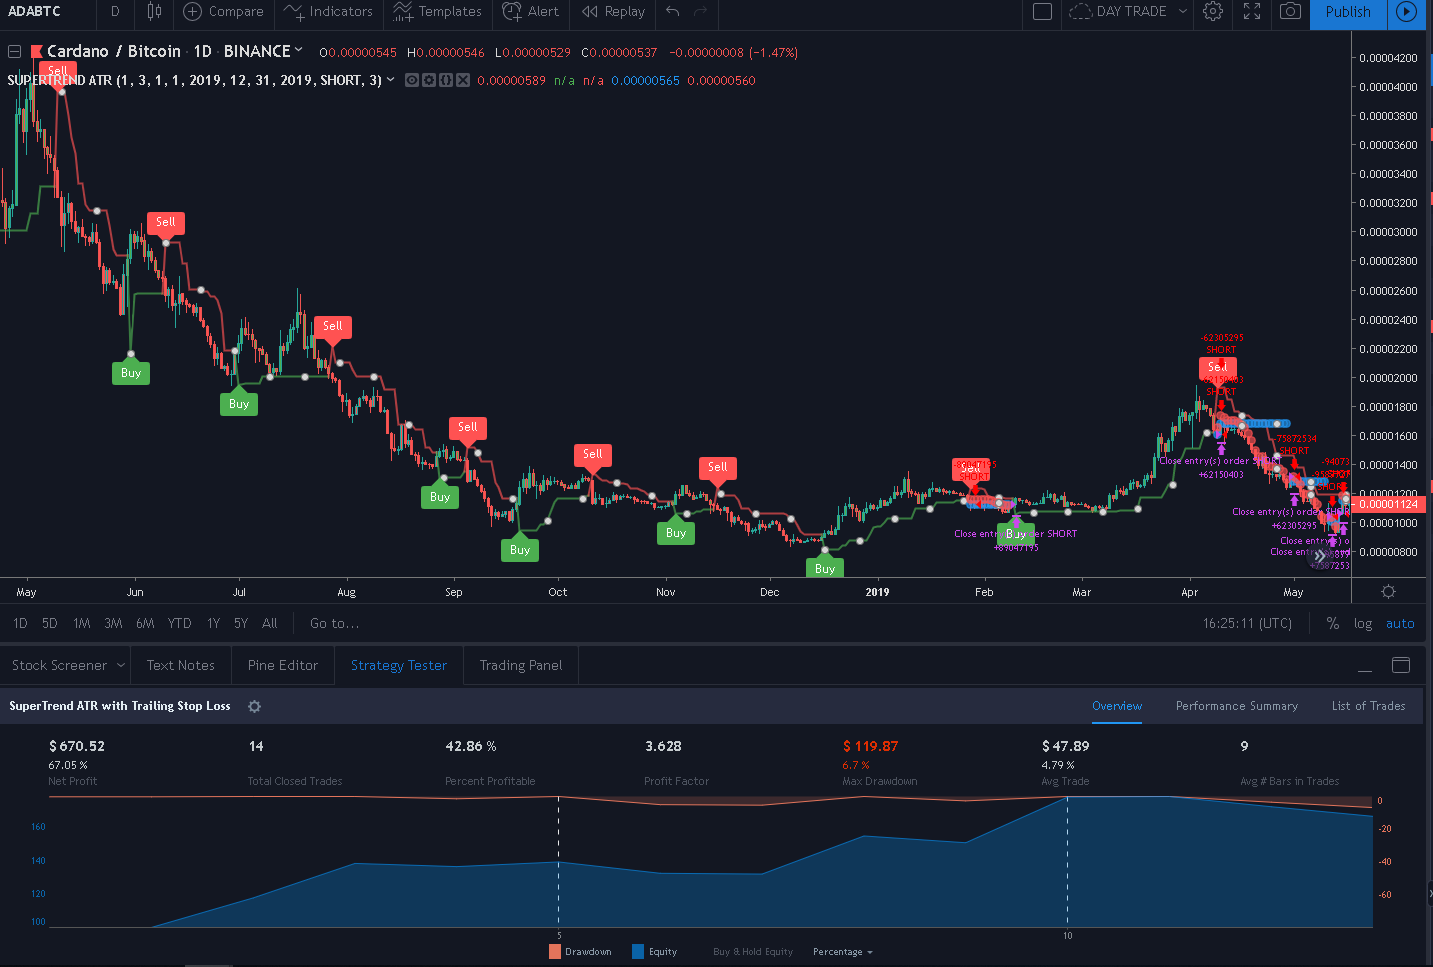 ADABTC D Compare Indicators Templates Alert Replay DAY TRADE Publish
Cardano / Bitcoin · 1D · BINANCE O0.00000545 H0.00000546 L0.00000529 C0.00000537 −0.00000008 (−1.47%)
SUPERTREND ATR (1, 3, 1, 1, 2019, 12, 31, 2019, SHORT, 3) 0.00000589 n/a n/a 0.00000565 0.00000560
Sell
Sell
Sell
Sell
Sell
Sell
Sell
Sell
Buy
Buy
Buy
Buy
Buy
Buy
Buy
-62305295
SHORT
SHORT
-75872534
SHORT
-94073
SHORT
SHORT
Close entry(s) order SHORT
+62150403
+62305295
+89047195
0.00004200
0.00004000
0.00003800
0.00003600
0.00003400
0.00003200
0.00003000
0.00002800
0.00002600
0.00002400
0.00002200
0.00002000
0.00001800
0.00001600
0.00001400
0.00001200
0.00001124
0.00001000
0.00000800
May Jun Jul Aug Sep Oct Nov Dec 2019 Feb Mar Apr May
1D 5D 1M 3M 6M YTD 1Y 5Y All Go to... 16:25:11 (UTC) % log auto
Stock Screener Text Notes Pine Editor Strategy Tester Trading Panel
SuperTrend ATR with Trailing Stop Loss Overview Performance Summary List of Trades
$ 670.52 14 42.86 % 3.628 $ 119.87 $ 47.89 9
67.05 % 6.7 % 4.79 %
Net Profit Total Closed Trades Percent Profitable Profit Factor Max Drawdown Avg Trade Avg # Bars in Trades
160
140
120
100
0
-20
-40
-60
5 10
Drawdown Equity Buy & Hold Equity Percentage